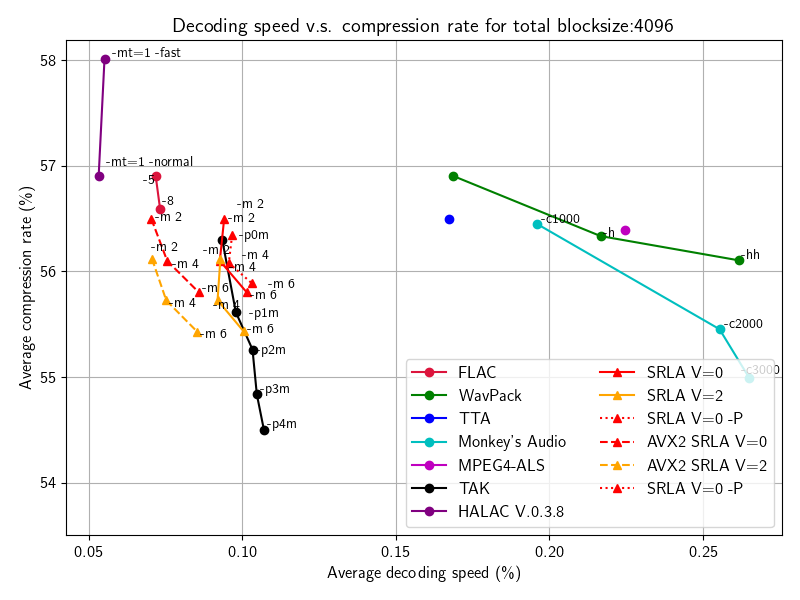 Decoding speed v.s. compression rate for total blocksize:4096
58
57
56
55
54
Average compression rate (%)
0.05
0.10
0.15
0.20
0.25
Average decoding speed (%)
-mt=1 -fast
-mt=1 -normal
-5
-8
-m 2
-m 2
-m 2
-p0m
-m 2
-m 2
-m 4
-m 4
-m 4
-m 6
-m 6
-m 6
-m 4
-m 4
-p1m
-m 6
-m 6
-p2m
-p3m
-p4m
-c1000
-h
-hh
-c2000
-c3000
FLAC
WavPack
TTA
Monkey's Audio
MPEG4-ALS
TAK
HALAC V.0.3.8
SRLA V=0
SRLA V=2
SRLA V=0 -P
AVX2 SRLA V=0
AVX2 SRLA V=2
SRLA V=0 -P